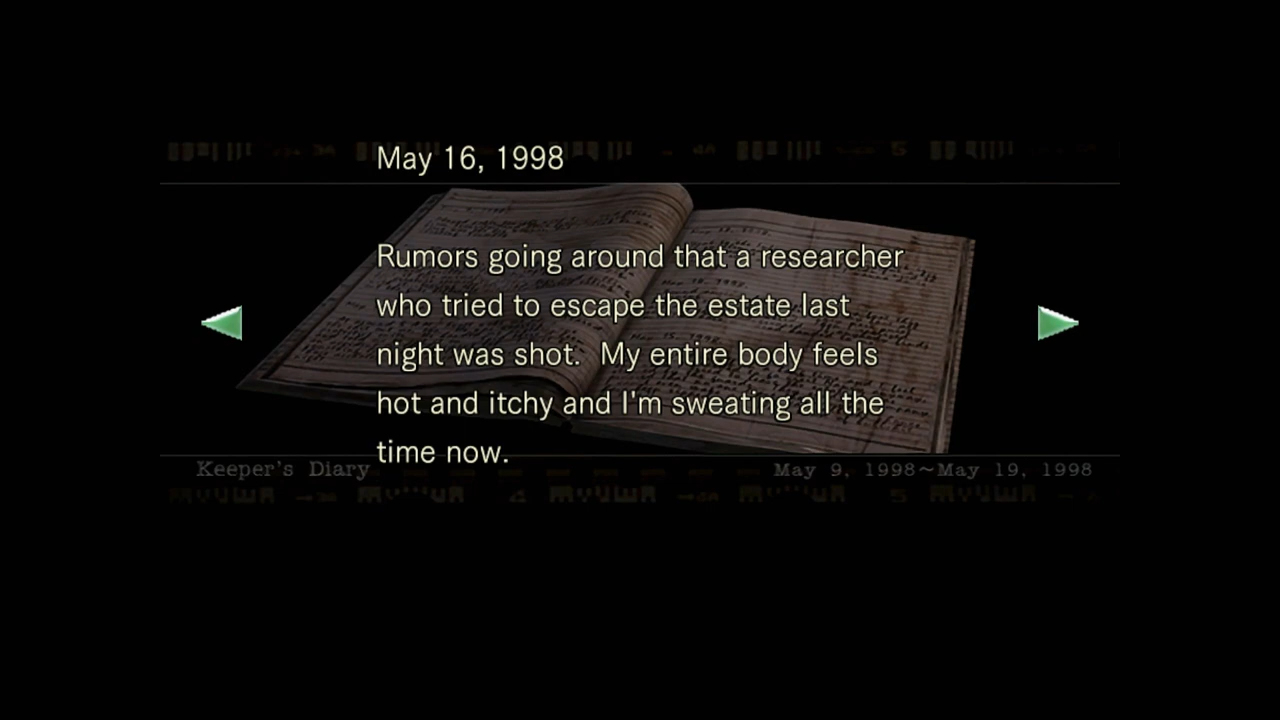 May 16, 1998
Rumors going around that a researcher
who tried to escape the estate last
night was shot.  My entire body feels
hot and itchy and I'm sweating all the
time now.
Keeper's Diary
May 9, 1998~May 19, 1998